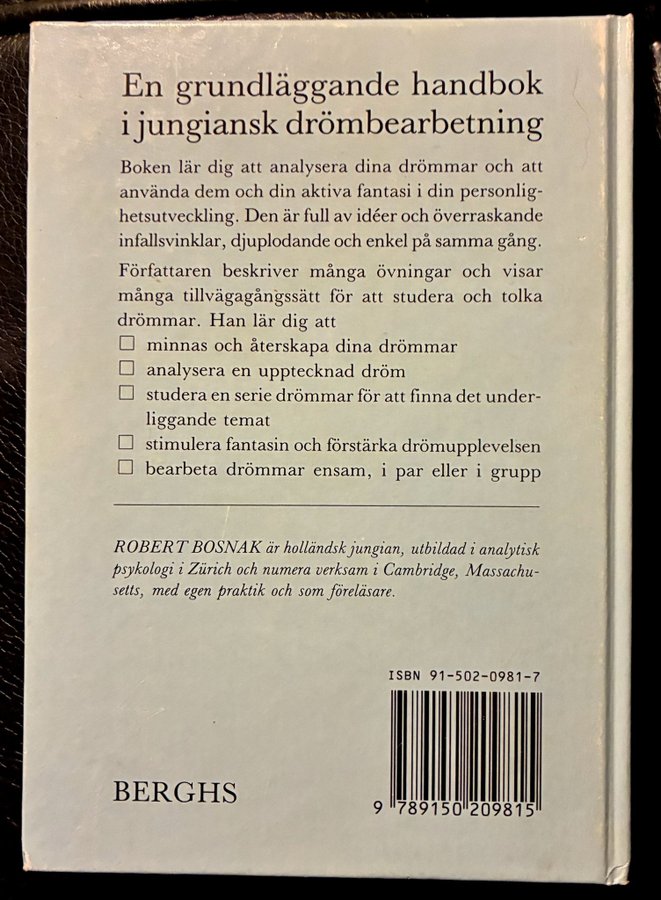 En grundläggande handbok
i jungiansk drömbearbetning
Boken lär dig att analysera dina drömmar och att
använda dem och din aktiva fantasi i din personlig-
hetsutveckling. Den är full av idéer och överraskande
infallsvinklar, djuplodande och enkel på samma gång.
Författaren beskriver många övningar och visar
många tillvägagångssätt för att studera och tolka
drömmar. Han lär dig att
☐ minnas och återskapa dina drömmar
☐ analysera en upptecknad dröm
☐ studera en serie drömmar för att finna det under-
liggande temat
☐ stimulera fantasin och förstärka drömupplevelsen
☐ bearbeta drömmar ensam, i par eller i grupp
ROBERT BOSNAK är holländsk jungian, utbildad i analytisk
psykologi i Zürich och numera verksam i Cambridge, Massachu-
setts, med egen praktik och som föreläsare.
ISBN 91-502-0981-7
9 789150 209815
BERGHS